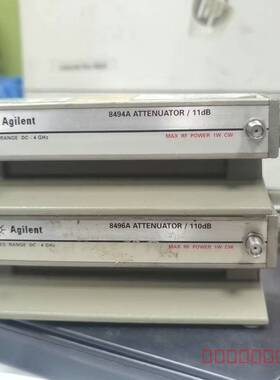 Agilent
8494A ATTENUATOR / 11dB
RANGE DC - 4 GHz
MAX RF POWER 1W CW
Agilent
8496A ATTENUATOR / 110dB
RANGE DC - 4 GHz
MAX RF POWER 1W CW